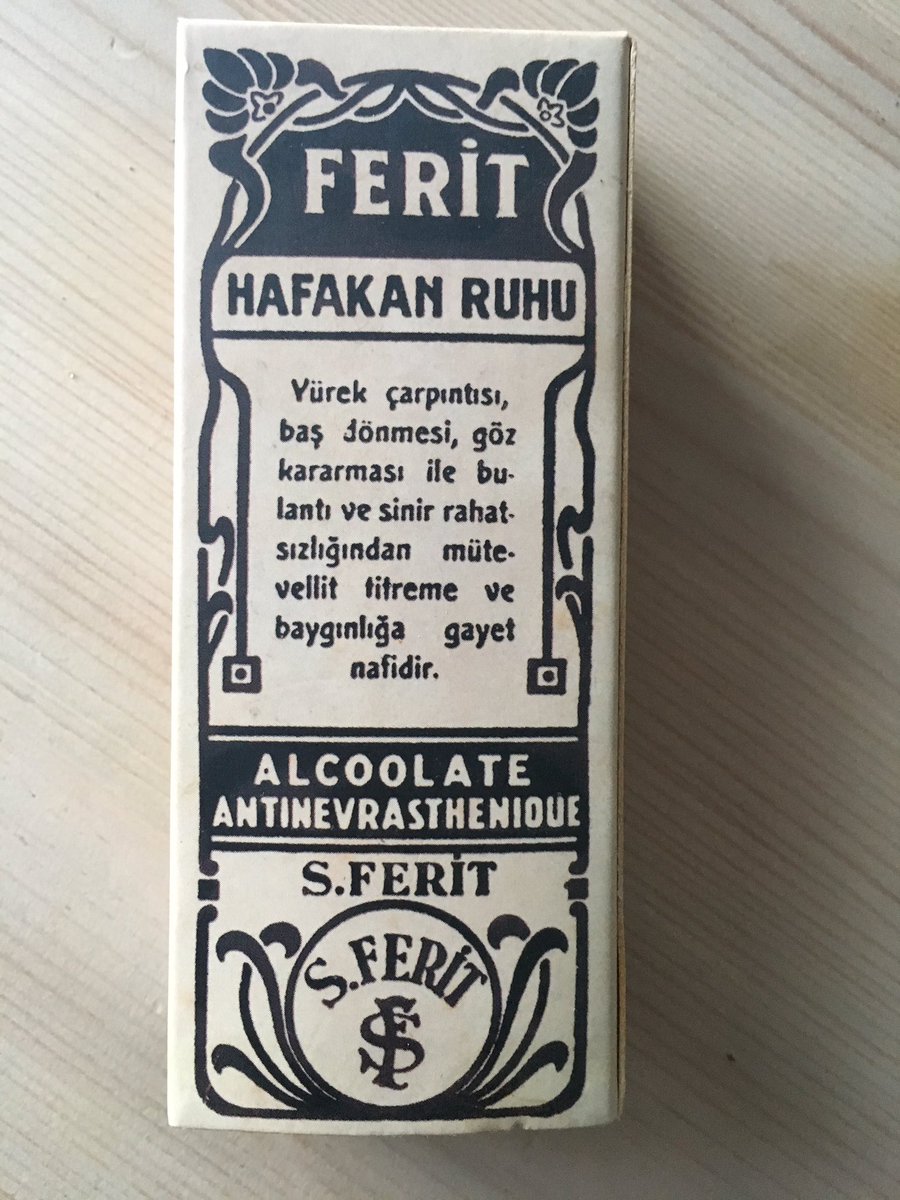 FERİT
HAFAKAN RUHU
Yürek çarpıntısı,
baş dönmesi, göz
kararması ile bu-
lantı ve sinir rahat-
sızlığından müte-
vellit titreme ve
baygınlığa gayet
nafidir.
ALCOOLATE
ANTINEVRASTHENIQUE
S.FERİT
S.FERİT
SF